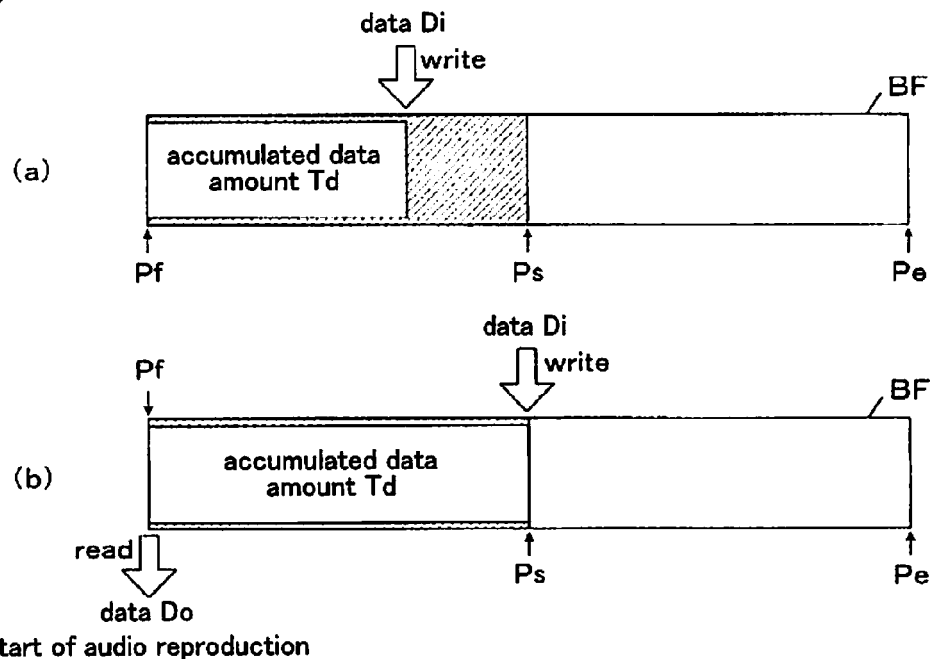 data Di
write
BF
(a)
accumulated data
amount Td
Pf
Ps
Pe
data Di
Pf
write
BF
(b)
accumulated data
amount Td
read
Ps
Pe
data Do
tart of audio reproduction